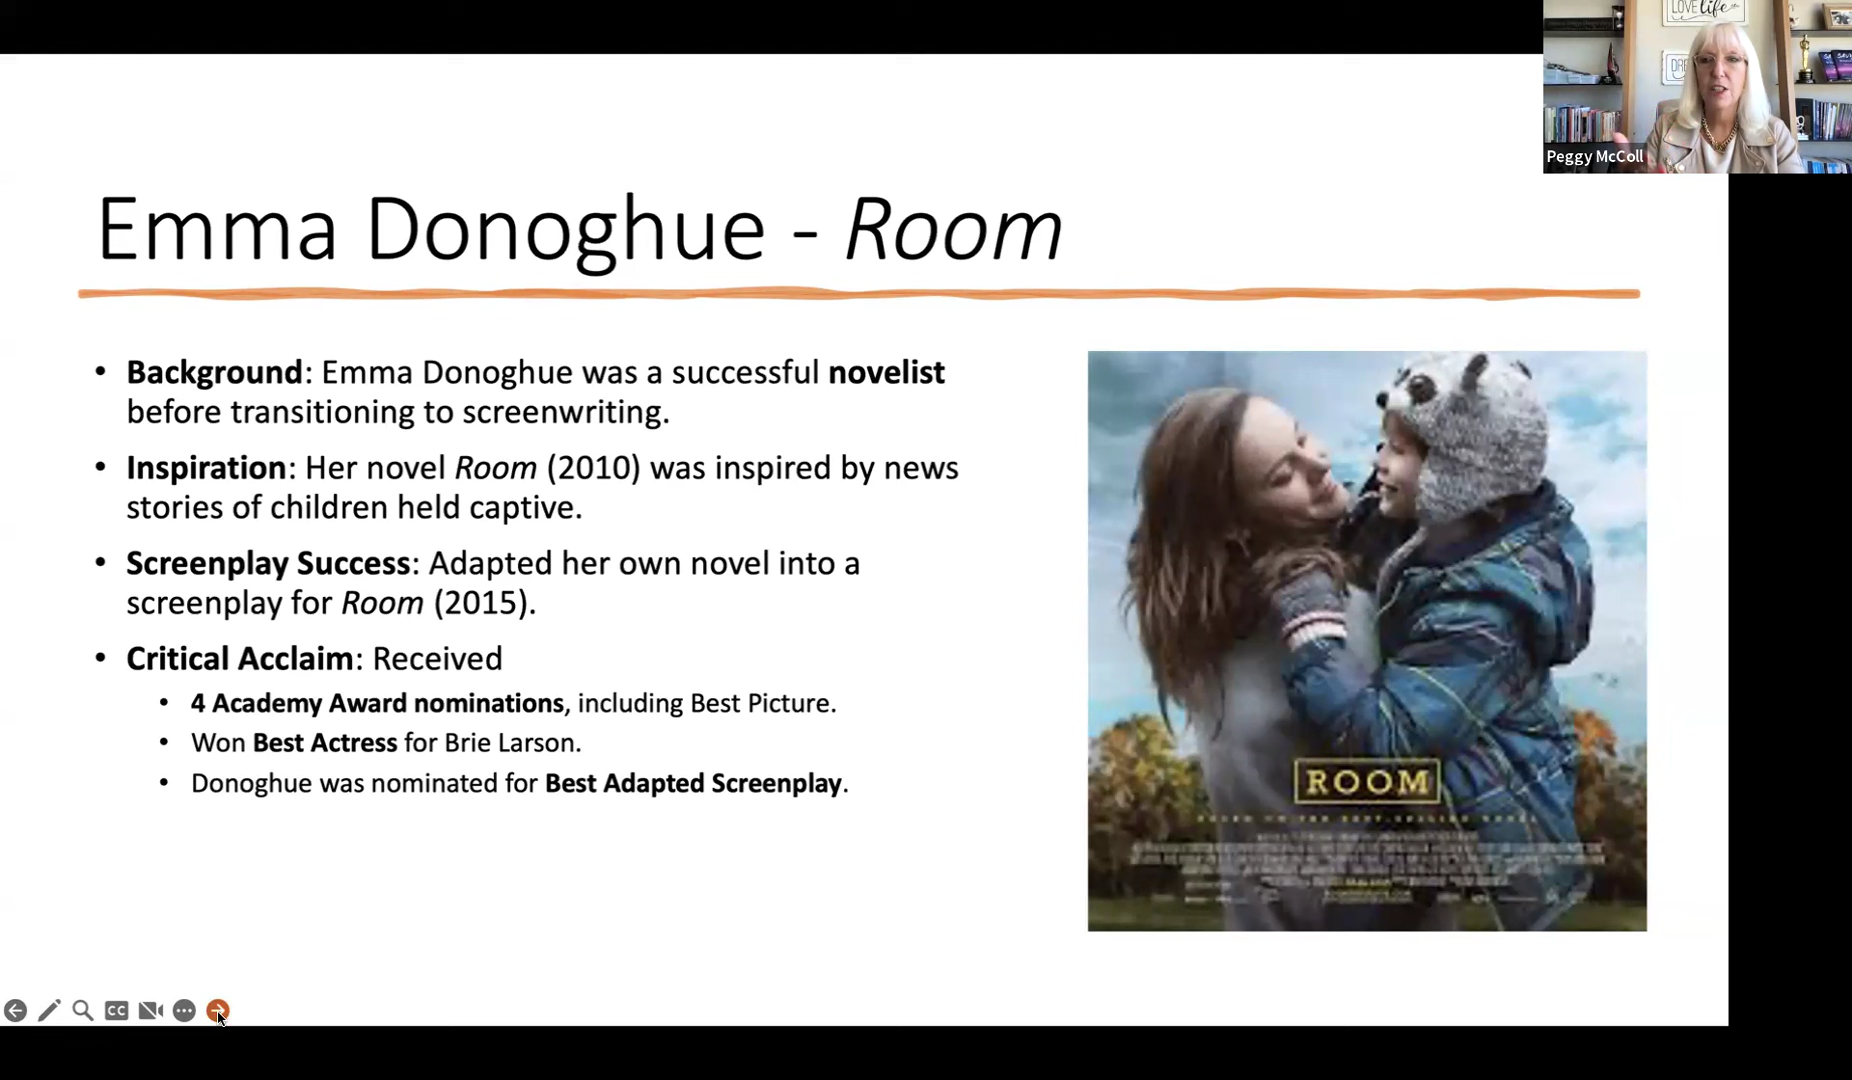 LOVE life
Peggy McColl
Emma Donoghue - Room
• Background: Emma Donoghue was a successful novelist
before transitioning to screenwriting.
• Inspiration: Her novel Room (2010) was inspired by news
stories of children held captive.
• Screenplay Success: Adapted her own novel into a
screenplay for Room (2015).
• Critical Acclaim: Received
• 4 Academy Award nominations, including Best Picture.
• Won Best Actress for Brie Larson.
• Donoghue was nominated for Best Adapted Screenplay.
ROOM
CC